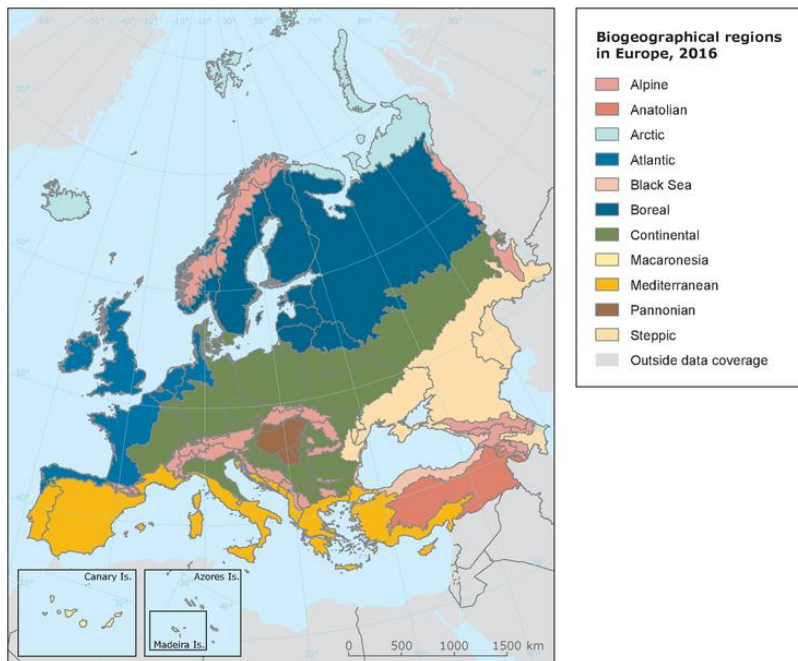 Biogeographical regions
in Europe, 2016
Alpine
Anatolian
Arctic
Atlantic
Black Sea
Boreal
Continental
Macaronesia
Mediterranean
Pannonian
Steppic
Outside data coverage
Canary Is.
Azores Is.
Madeira Is.
0 500 1000 1500 km